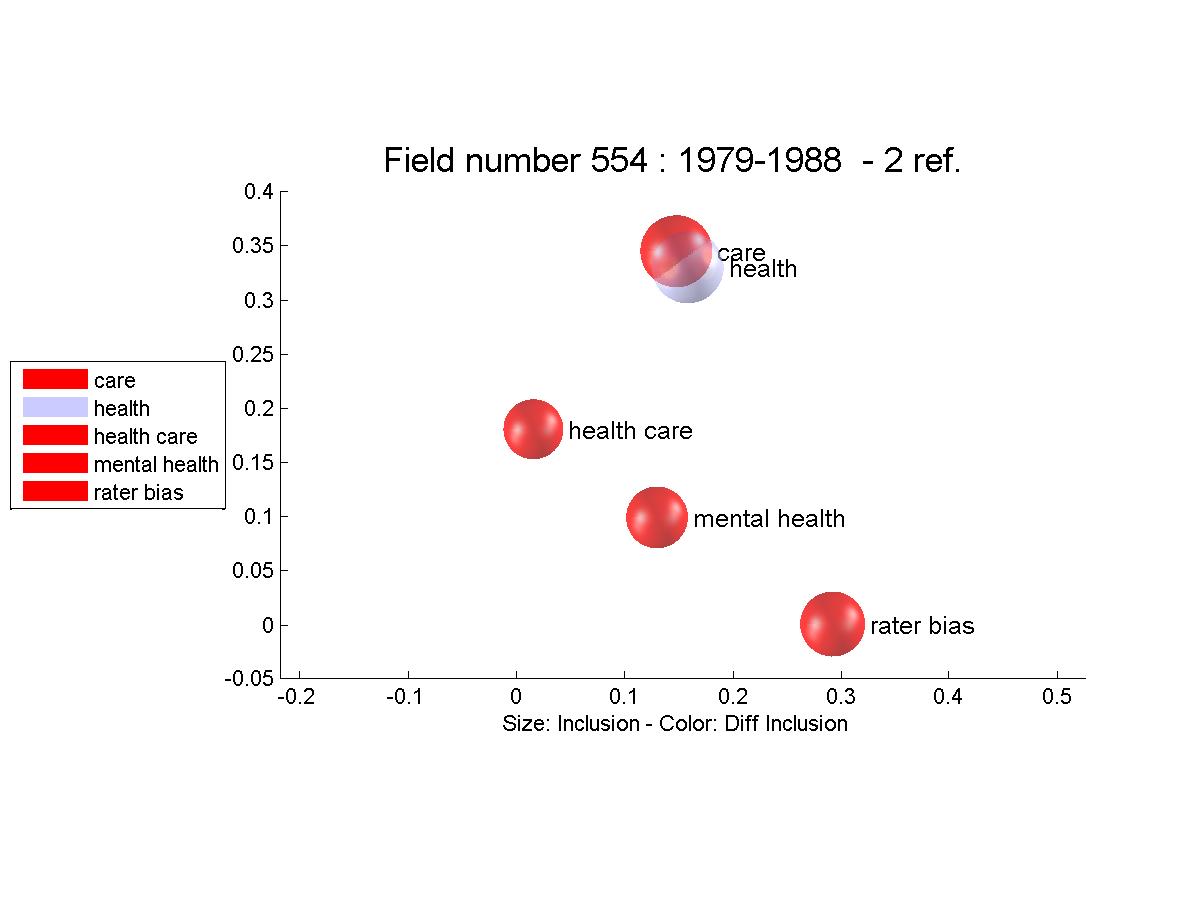 Field number 554 : 1979-1988  - 2 ref.
0.4
0.35
0.3
0.25
0.2
0.15
0.1
0.05
0
-0.05
-0.2
-0.1
0
0.1
0.2
0.3
0.4
0.5
Size: Inclusion - Color: Diff Inclusion
care
health
health care
mental health
rater bias
care
health
health care
mental health
rater bias